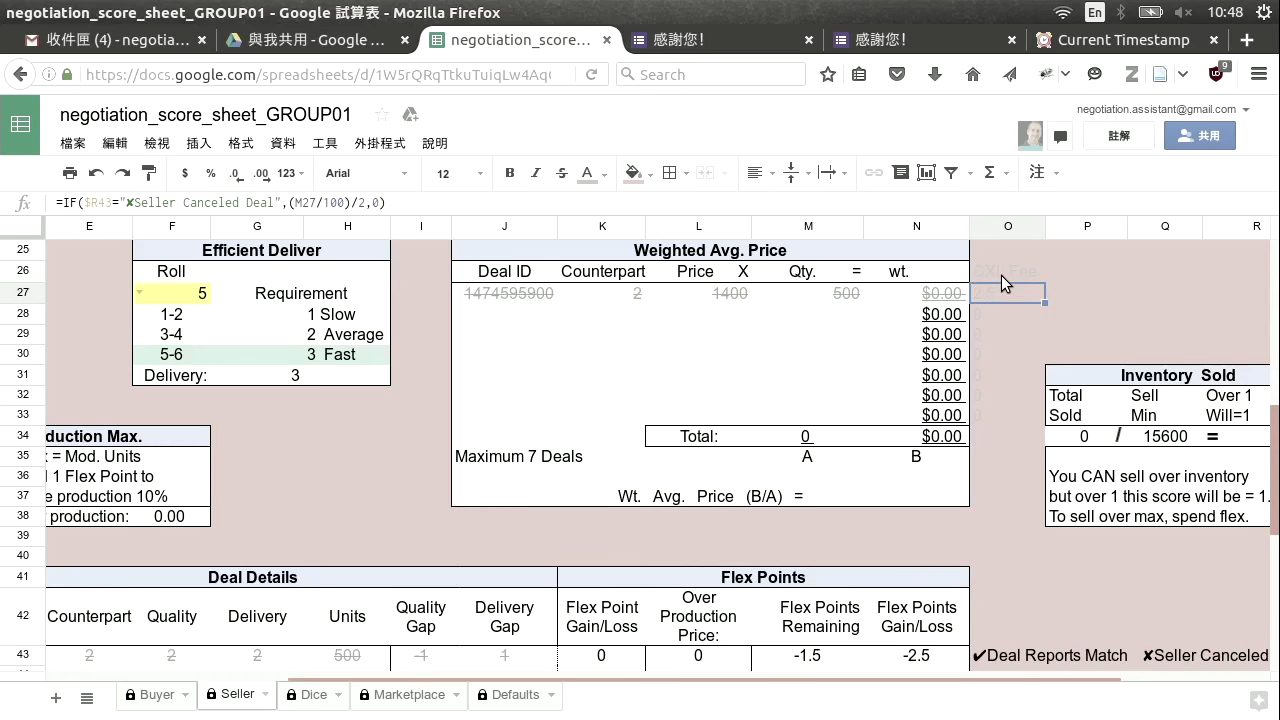 negotiation_score_sheet_GROUP01 - Google 試算表 - Mozilla Firefox
En
10:48
收件匣 (4) - negotia... ×
與我共用 - Google ... ×
negotiation_score... ×
感謝您! ×
感謝您! ×
Current Timestamp ×
https://docs.google.com/spreadsheets/d/1W5rQRqTtkuTuiqLw4Aq
Search
9
negotiation_score_sheet_GROUP01
negotiation.assistant@gmail.com
檔案 編輯 檢視 插入 格式 資料 工具 外掛程式 說明
註解
共用
$ % .0 .00 123 Arial 12 B I S A Σ 注
fx =IF($R43="✘Seller Canceled Deal",(M27/100)/2,0)
E F G H I J K L M N O P Q R
25 Efficient Deliver Weighted Avg. Price
26 Roll Deal ID Counterpart Price X Qty. = wt. CXL Fee
27 5 Requirement 1474595900 2 1400 500 $0.00
28 1-2 1 Slow $0.00 0
29 3-4 2 Average $0.00 0
30 5-6 3 Fast $0.00 0
31 Delivery: 3 $0.00 0 Inventory Sold
32 $0.00 0 Total Sell Over 1
33 $0.00 0 Sold Min Will=1
34 duction Max. Total: 0 $0.00 0 / 15600 =
35 = Mod. Units Maximum 7 Deals A B
36 1 Flex Point to You CAN sell over inventory
37 e production 10% Wt. Avg. Price (B/A) = but over 1 this score will be = 1.
38 production: 0.00 To sell over max, spend flex.
39
40
41 Deal Details Flex Points
42 Counterpart Quality Delivery Units Quality Gap Delivery Gap Flex Point Gain/Loss Over Production Price: Flex Points Remaining Flex Points Gain/Loss
43 2 2 2 500 -1 1 0 0 -1.5 -2.5 ✔Deal Reports Match ✘Seller Canceled
Buyer Seller Dice Marketplace Defaults